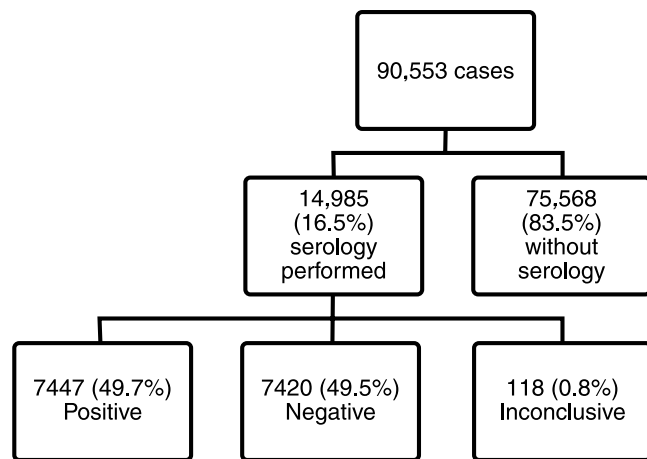 90,553 cases
14,985
(16.5%)
serology
performed
75,568
(83.5%)
without
serology
7447 (49.7%)
Positive
7420 (49.5%)
Negative
118 (0.8%)
Inconclusive